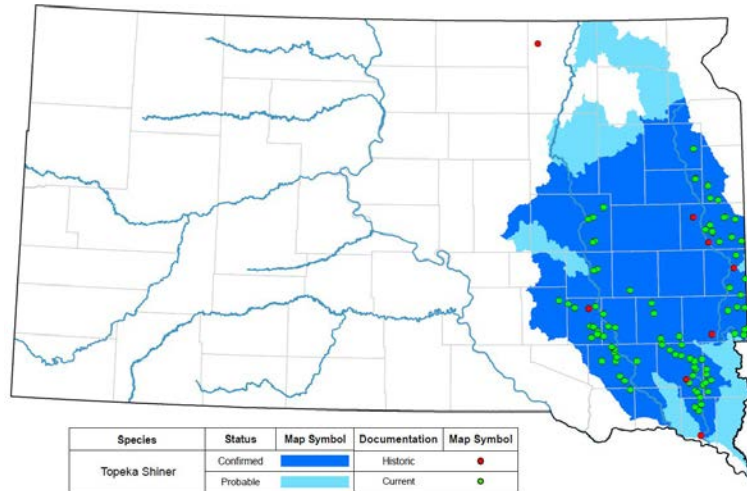 Species Status Map Symbol Documentation Map Symbol
Topeka Shiner Confirmed Historic
Probable Current